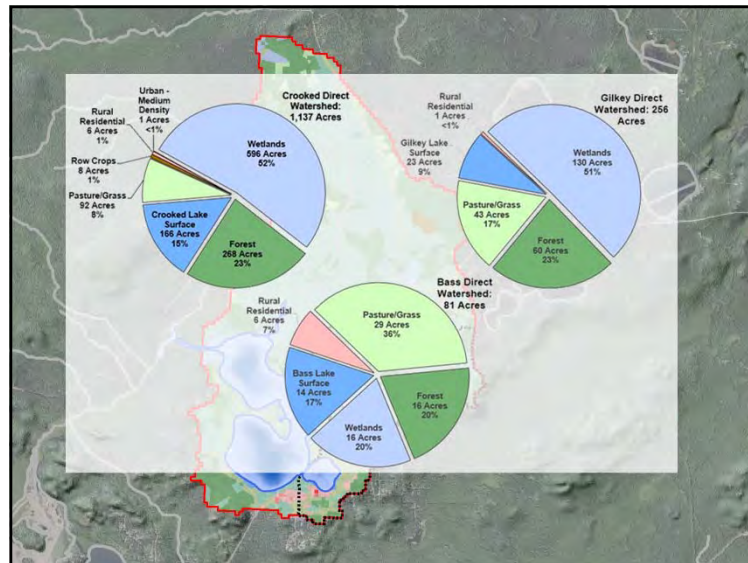 Crooked Direct
Watershed:
1,137 Acres
Urban -
Medium
Density
1 Acres
<1%
Rural
Residential
6 Acres
1%
Row Crops
8 Acres
1%
Pasture/Grass
92 Acres
8%
Crooked Lake
Surface
166 Acres
15%
Forest
268 Acres
23%
Wetlands
596 Acres
52%
Gilkey Direct
Watershed: 256
Acres
Rural
Residential
1 Acres
<1%
Gilkey Lake
Surface
23 Acres
9%
Pasture/Grass
43 Acres
17%
Forest
60 Acres
23%
Wetlands
130 Acres
51%
Bass Direct
Watershed:
81 Acres
Rural
Residential
6 Acres
7%
Pasture/Grass
29 Acres
36%
Bass Lake
Surface
14 Acres
17%
Forest
16 Acres
20%
Wetlands
16 Acres
20%